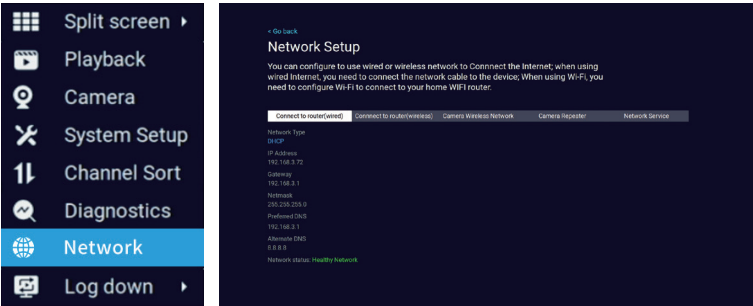 Split screen
Playback
Camera
System Setup
Channel Sort
Diagnostics
Network
Log down
< Go back
Network Setup
You can configure to use wired or wireless network to Connnect the Internet; when using
wired Internet, you need to connect the network cable to the device; When using Wi-Fi, you
need to configure Wi-Fi to connect to your home WIFI router.
Connect to router(wired) Connnect to router(wireless) Camera Wireless Network Camera Repeater Network Service
Network Type
DHCP
IP Address
192.168.3.72
Gateway
192.168.3.1
Netmask
255.255.255.0
Preferred DNS
192.168.3.1
Alternate DNS
8.8.8.8
Network status: Healthy Network